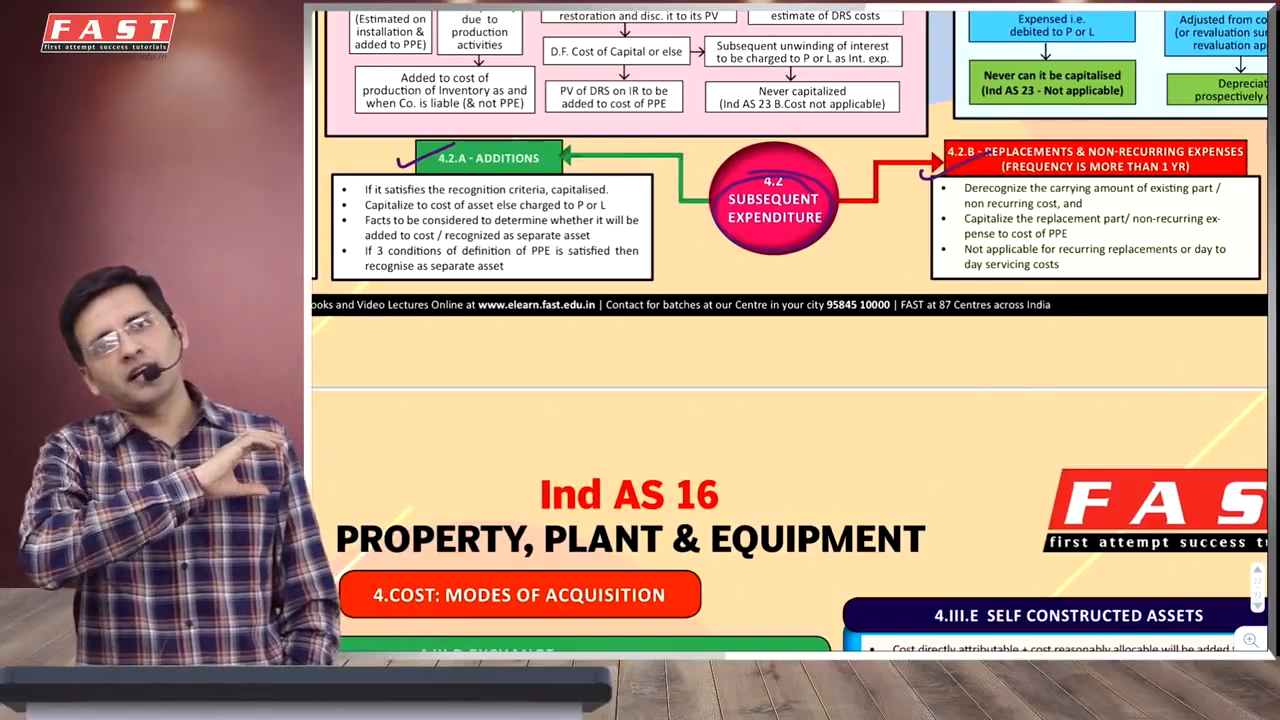 FAST
first attempt success tutorials
(Estimated on
installation &
added to PPE)
due to
production
activities
Added to cost of
production of Inventory as and
when Co. is liable (& not PPE)
restoration and disc. it to its PV
D.F. Cost of Capital or else
PV of DRS on IR to be
added to cost of PPE
estimate of DRS costs
Subsequent unwinding of interest
to be charged to P or L as Int. exp.
Never capitalized
(Ind AS 23 B.Cost not applicable)
Expensed i.e.
debited to P or L
Never can it be capitalised
(Ind AS 23 - Not applicable)
Adjusted from co
(or revaluation su
revaluation ap
Depreciat
prospectively
4.2.A - ADDITIONS
• If it satisfies the recognition criteria, capitalised.
• Capitalize to cost of asset else charged to P or L
• Facts to be considered to determine whether it will be
added to cost / recognized as separate asset
• If 3 conditions of definition of PPE is satisfied then
recognise as separate asset
4.2
SUBSEQUENT
EXPENDITURE
4.2.B - REPLACEMENTS & NON-RECURRING EXPENSES
(FREQUENCY IS MORE THAN 1 YR)
• Derecognize the carrying amount of existing part /
non recurring cost, and
• Capitalize the replacement part/ non-recurring ex-
pense to cost of PPE
• Not applicable for recurring replacements or day to
day servicing costs
ooks and Video Lectures Online at www.elearn.fast.edu.in | Contact for batches at our Centre in your city 95845 10000 | FAST at 87 Centres across India
Ind AS 16
PROPERTY, PLANT & EQUIPMENT
FAS
first attempt success tu
4.COST: MODES OF ACQUISITION
4.III.E SELF CONSTRUCTED ASSETS
• Cost directly attributable + cost reasonably allocable will be added